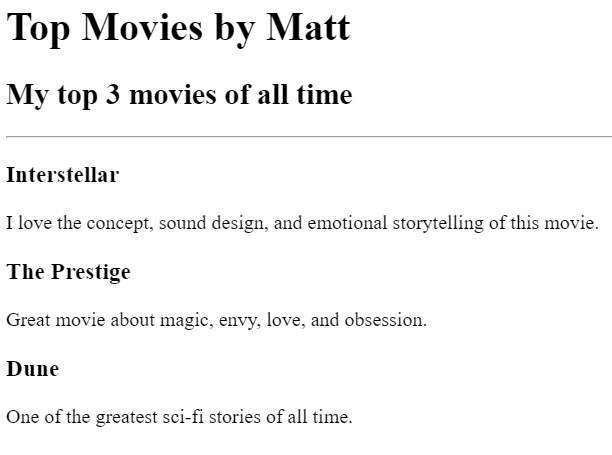 Top Movies by Matt
My top 3 movies of all time
Interstellar
I love the concept, sound design, and emotional storytelling of this movie.
The Prestige
Great movie about magic, envy, love, and obsession.
Dune
One of the greatest sci-fi stories of all time.